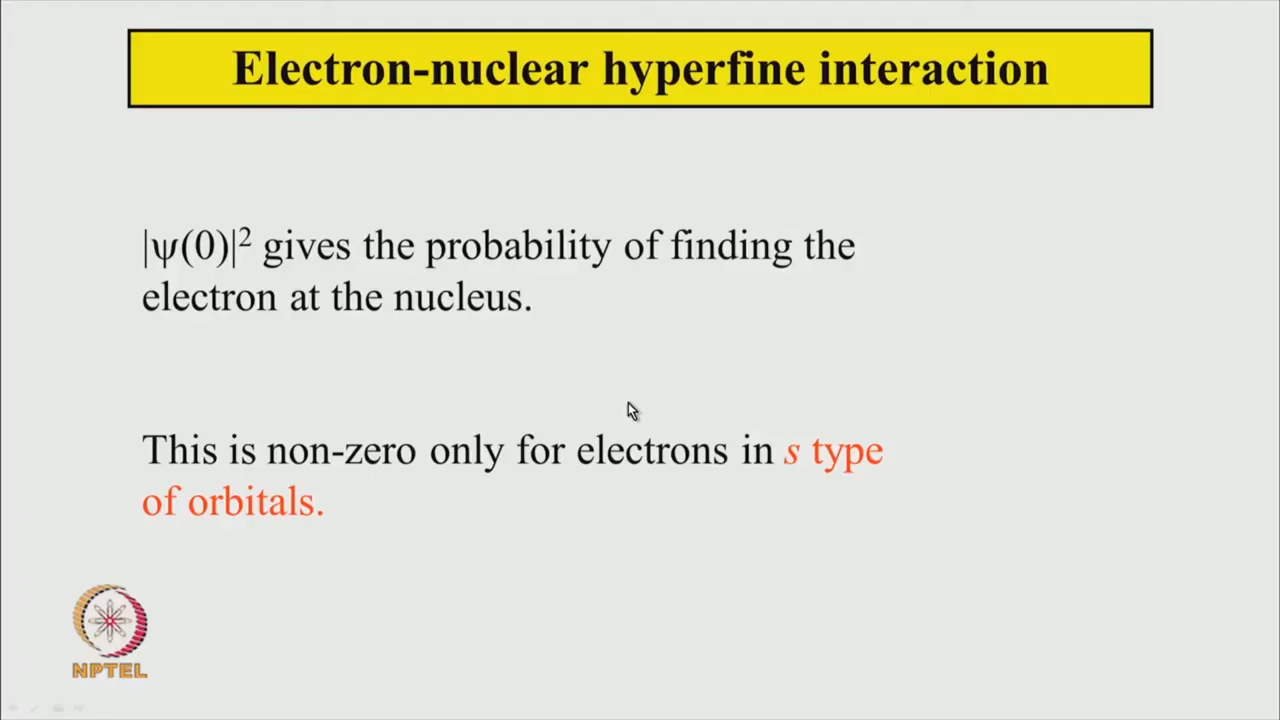 Electron-nuclear hyperfine interaction
|ψ(0)|² gives the probability of finding the
electron at the nucleus.
This is non-zero only for electrons in s type
of orbitals.
NPTEL